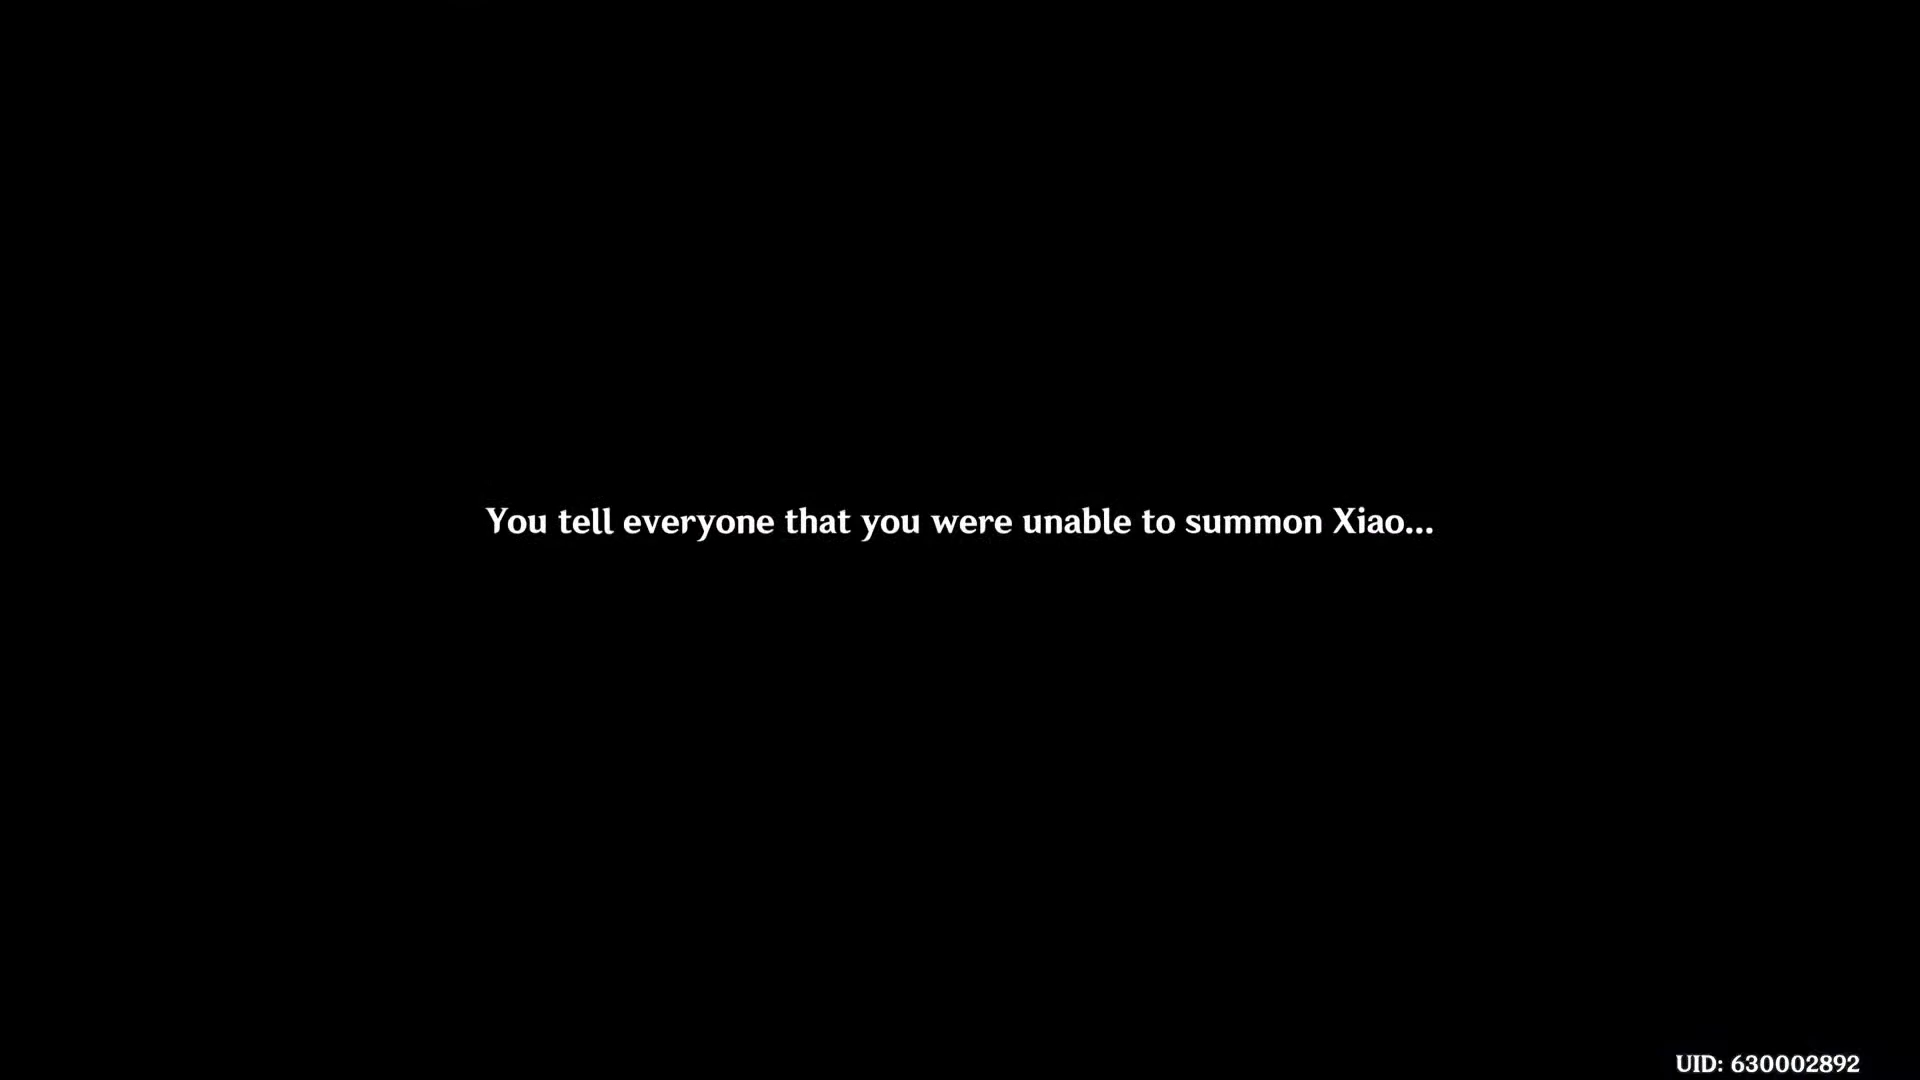 You tell everyone that you were unable to summon Xiao...
UID: 630002892